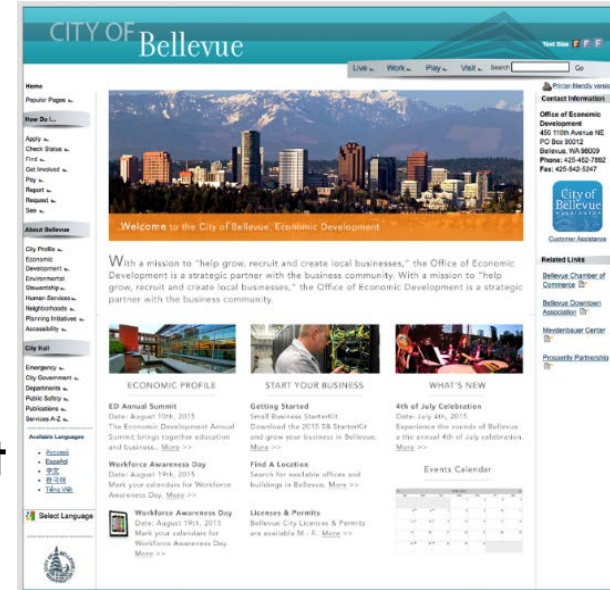 CITY OF Bellevue
Text Size F F F
Live Work Play Visit Search Go
Home
Popular Pages
How Do I...
Apply
Check Status
Find
Get Involved
Pay
Report
Request
See
About Bellevue
City Profile
Economic
Development
Environmental
Stewardship
Human Services
Neighborhoods
Planning Initiatives
Accessibility
City Hall
Emergency
City Government
Departments
Public Safety
Publications
Services A-Z
Available Languages
Русский
Español
中文
한국어
Tiếng Việt
Select Language
...Welcome to the City of Bellevue, Economic Development
With a mission to "help grow, recruit and create local businesses," the Office of Economic
Development is a strategic partner with the business community. With a mission to "help
grow, recruit and create local businesses," the Office of Economic Development is a strategic
partner with the business community.
ECONOMIC PROFILE
ED Annual Summit
Date: August 10th, 2015
The Economic Development Annual
Summit brings together education
and business.. More >>
Workforce Awareness Day
Date: August 19th, 2015
Mark your calendars for Workforce
Awareness Day. More >>
Workforce Awareness Day
Date: August 19th, 2015
Mark your calendars for
Workforce Awareness Day.
More >>
START YOUR BUSINESS
Getting Started
Small Business StarterKit.
Download the 2015 SB StarterKit
and grow your business in Bellevue.
More >>
Find A Location
Search for available offices and
buildings in Bellevue. More >>
Licenses & Permits
Bellevue City Licenses & Permits
are available M - F.. More >>
WHAT'S NEW
4th of July Celebration
Date: July 4th, 2015
Experience the sounds of Bellevue
a the annual 4th of July celebration.
More >>
Events Calendar
Printer-friendly version
Contact Information
Office of Economic
Development
450 110th Avenue NE
PO Box 90012
Bellevue, WA 98009
Phone: 425-452-7892
Fax: 425-542-5247
City of
Bellevue
WASHINGTON
Customer Assistance
Related Links
Bellevue Chamber of
Commerce
Bellevue Downtown
Association
Meydenbauer Center
Prosperity Partnership